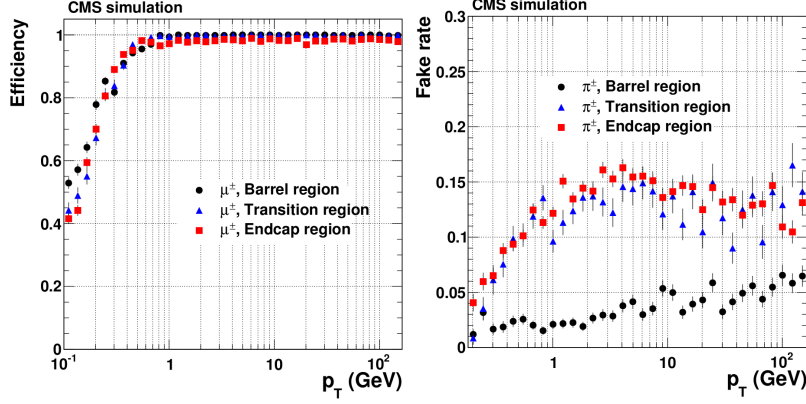 CMS simulation
Efficiency
1
0.8
0.6
0.4
0.2
0
μ±, Barrel region
μ±, Transition region
μ±, Endcap region
10⁻¹
1
10
10²
p_T (GeV)
CMS simulation
Fake rate
0.3
0.25
0.2
0.15
0.1
0.05
0
π±, Barrel region
π±, Transition region
π±, Endcap region
1
10
10²
p_T (GeV)